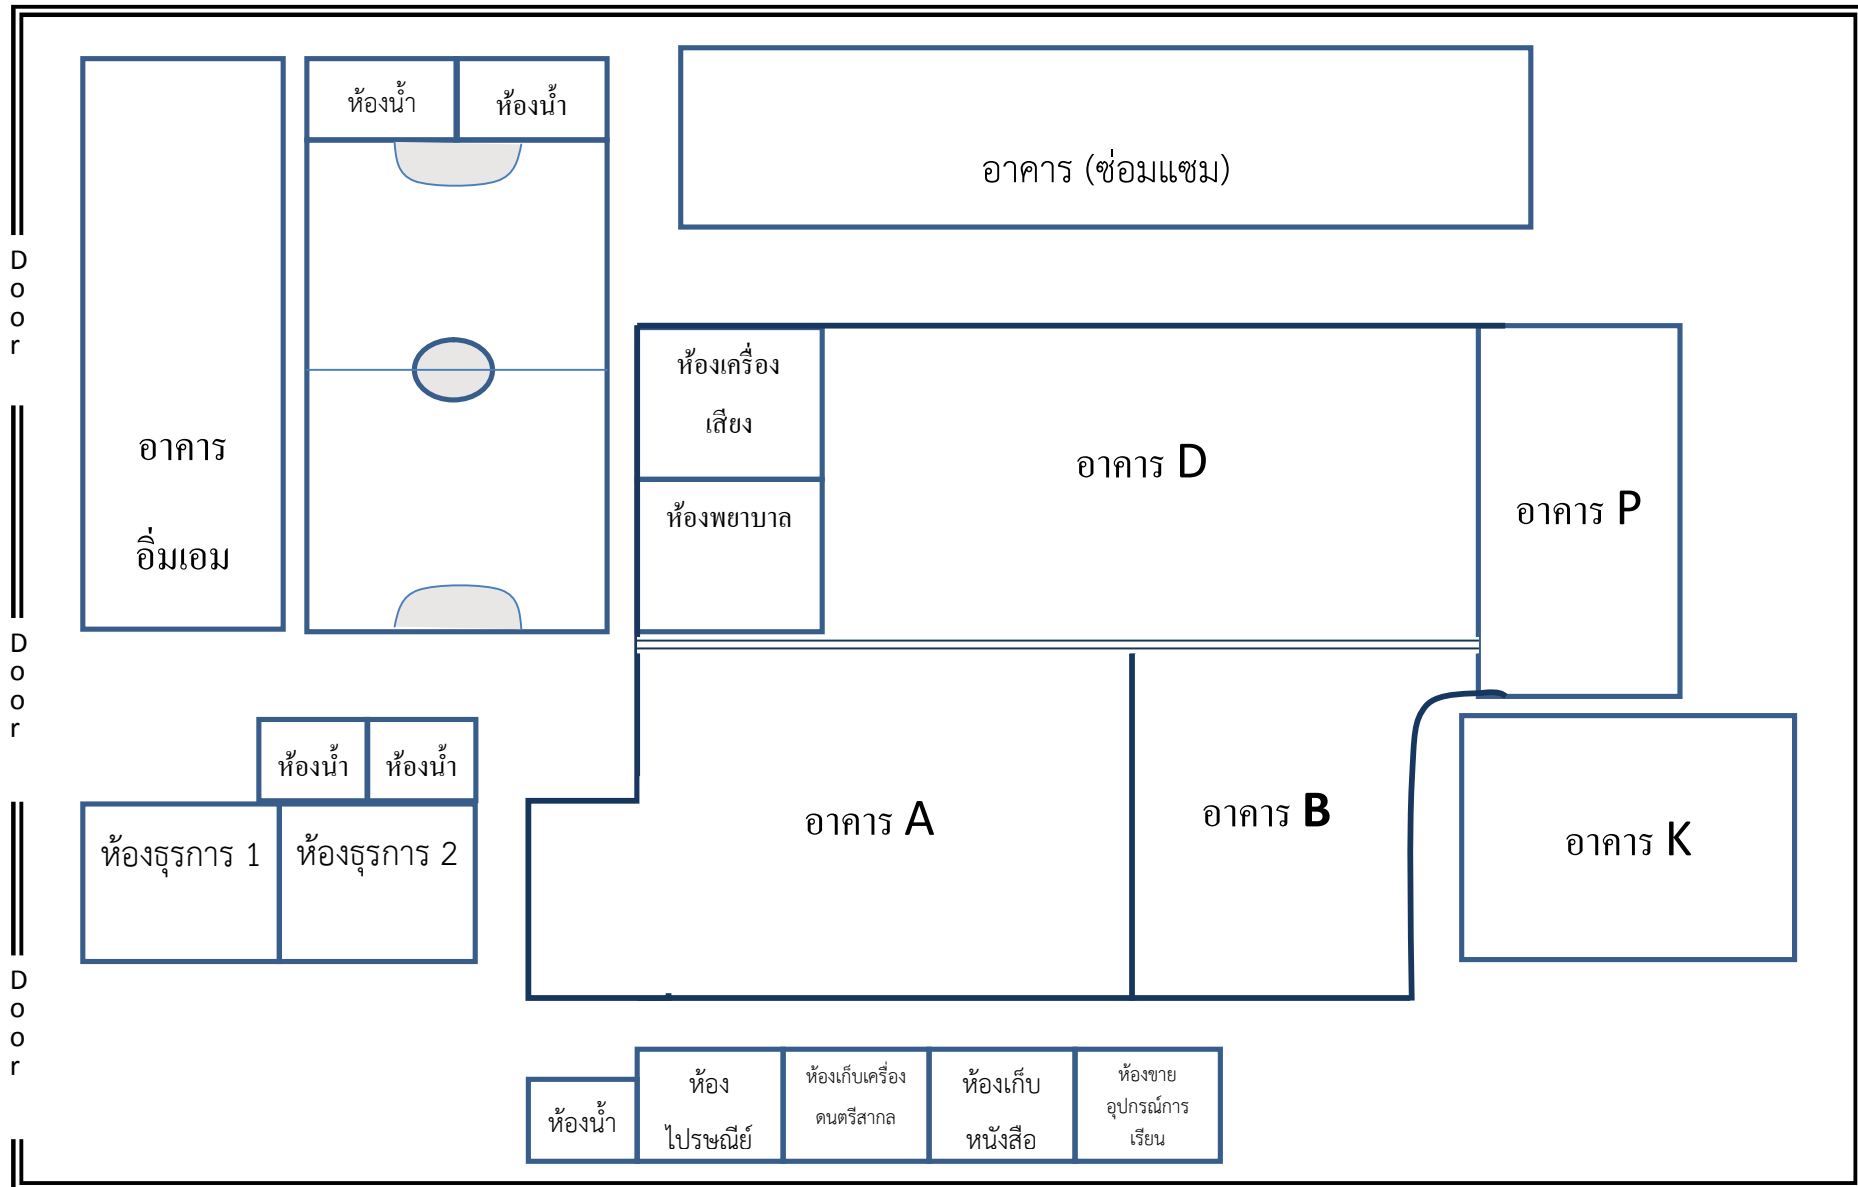 ห้องน้ำ
ห้องน้ำ
อาคาร (ซ่อมแซม)
Door
ห้องเครื่อง
เสียง
อาคาร
อิ่มเอม
อาคาร D
อาคาร P
ห้องพยาบาล
Door
ห้องน้ำ
ห้องน้ำ
ห้องธุรการ 1
ห้องธุรการ 2
อาคาร A
อาคาร B
อาคาร K
Door
ห้องน้ำ
ห้อง
ไปรษณีย์
ห้องเก็บเครื่อง
ดนตรีสากล
ห้องเก็บ
หนังสือ
ห้องขาย
อุปกรณ์การ
เรียน